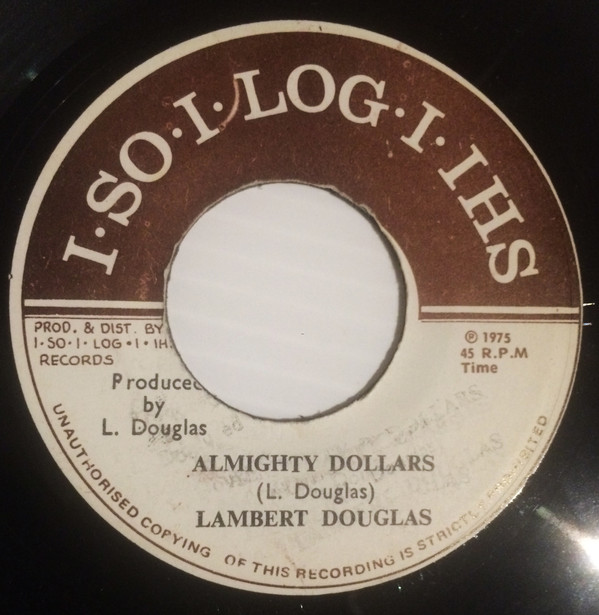 I·SO·I·LOG·I·IHS
PROD. & DIST. BY
I·SO·I·LOG·I·IH
RECORDS
Produced
by
L. Douglas
℗ 1975
45 R.P.M
Time
ALMIGHTY DOLLARS
(L. Douglas)
LAMBERT DOUGLAS
UNAUTHORISED COPYING OF THIS RECORDING IS STRICTLY PROHIBITED